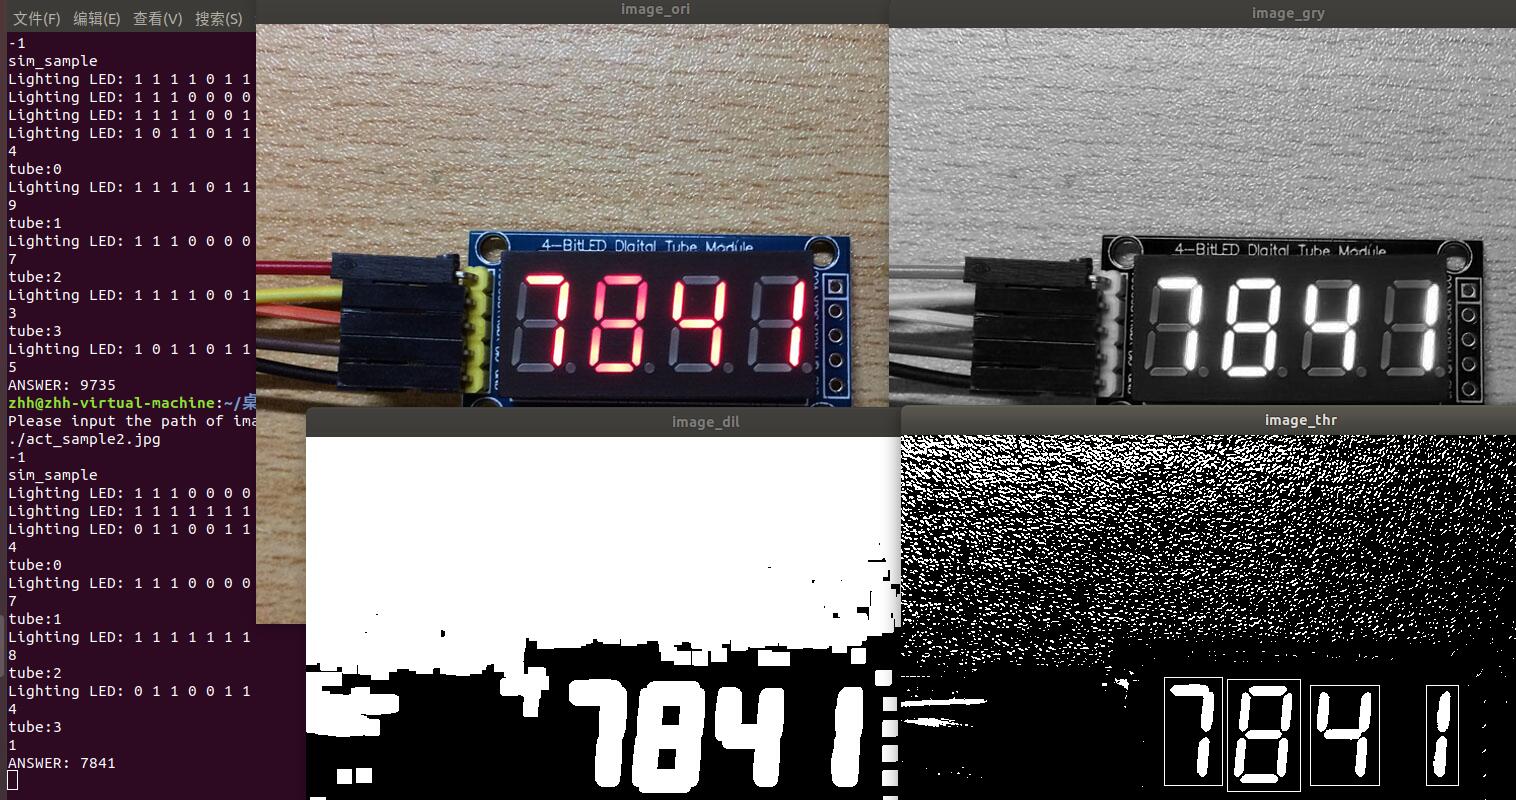 文件(F) 编辑(E) 查看(V) 搜索(S)
-1
sim_sample
Lighting LED: 1 1 1 1 0 1 1
Lighting LED: 1 1 1 0 0 0 0
Lighting LED: 1 1 1 1 0 0 1
Lighting LED: 1 0 1 1 0 1 1
4
tube:0
Lighting LED: 1 1 1 1 0 1 1
9
tube:1
Lighting LED: 1 1 1 0 0 0 0
7
tube:2
Lighting LED: 1 1 1 1 0 0 1
3
tube:3
Lighting LED: 1 0 1 1 0 1 1
5
ANSWER: 9735
zhh@zhh-virtual-machine:~/桌
Please input the path of ima
./act_sample2.jpg
-1
sim_sample
Lighting LED: 1 1 1 0 0 0 0
Lighting LED: 1 1 1 1 1 1 1
Lighting LED: 0 1 1 0 0 1 1
4
tube:0
Lighting LED: 1 1 1 0 0 0 0
7
tube:1
Lighting LED: 1 1 1 1 1 1 1
8
tube:2
Lighting LED: 0 1 1 0 0 1 1
4
tube:3
1
ANSWER: 7841
image_ori
4-BitLED Digital Tube Module
7841
image_gry
4-BitLED Digital Tube Module
7841
image_dil
7841
image_thr
7841